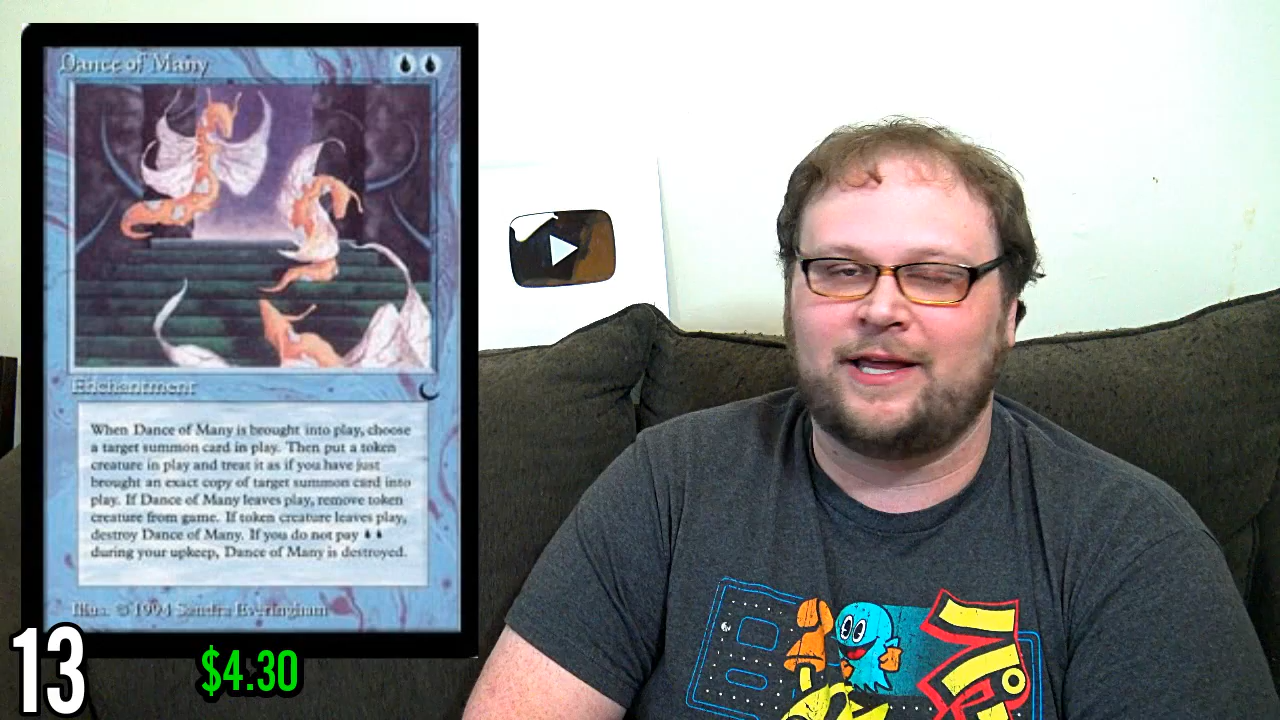 Dance of Many
Enchantment
When Dance of Many is brought into play, choose
a target summon card in play. Then put a token
creature in play and treat it as if you have just
brought an exact copy of target summon card into
play. If Dance of Many leaves play, remove token
creature from game. If token creature leaves play,
destroy Dance of Many. If you do not pay
during your upkeep, Dance of Many is destroyed.
Illus. © 1994 Sandra Everingham
13
$4.30